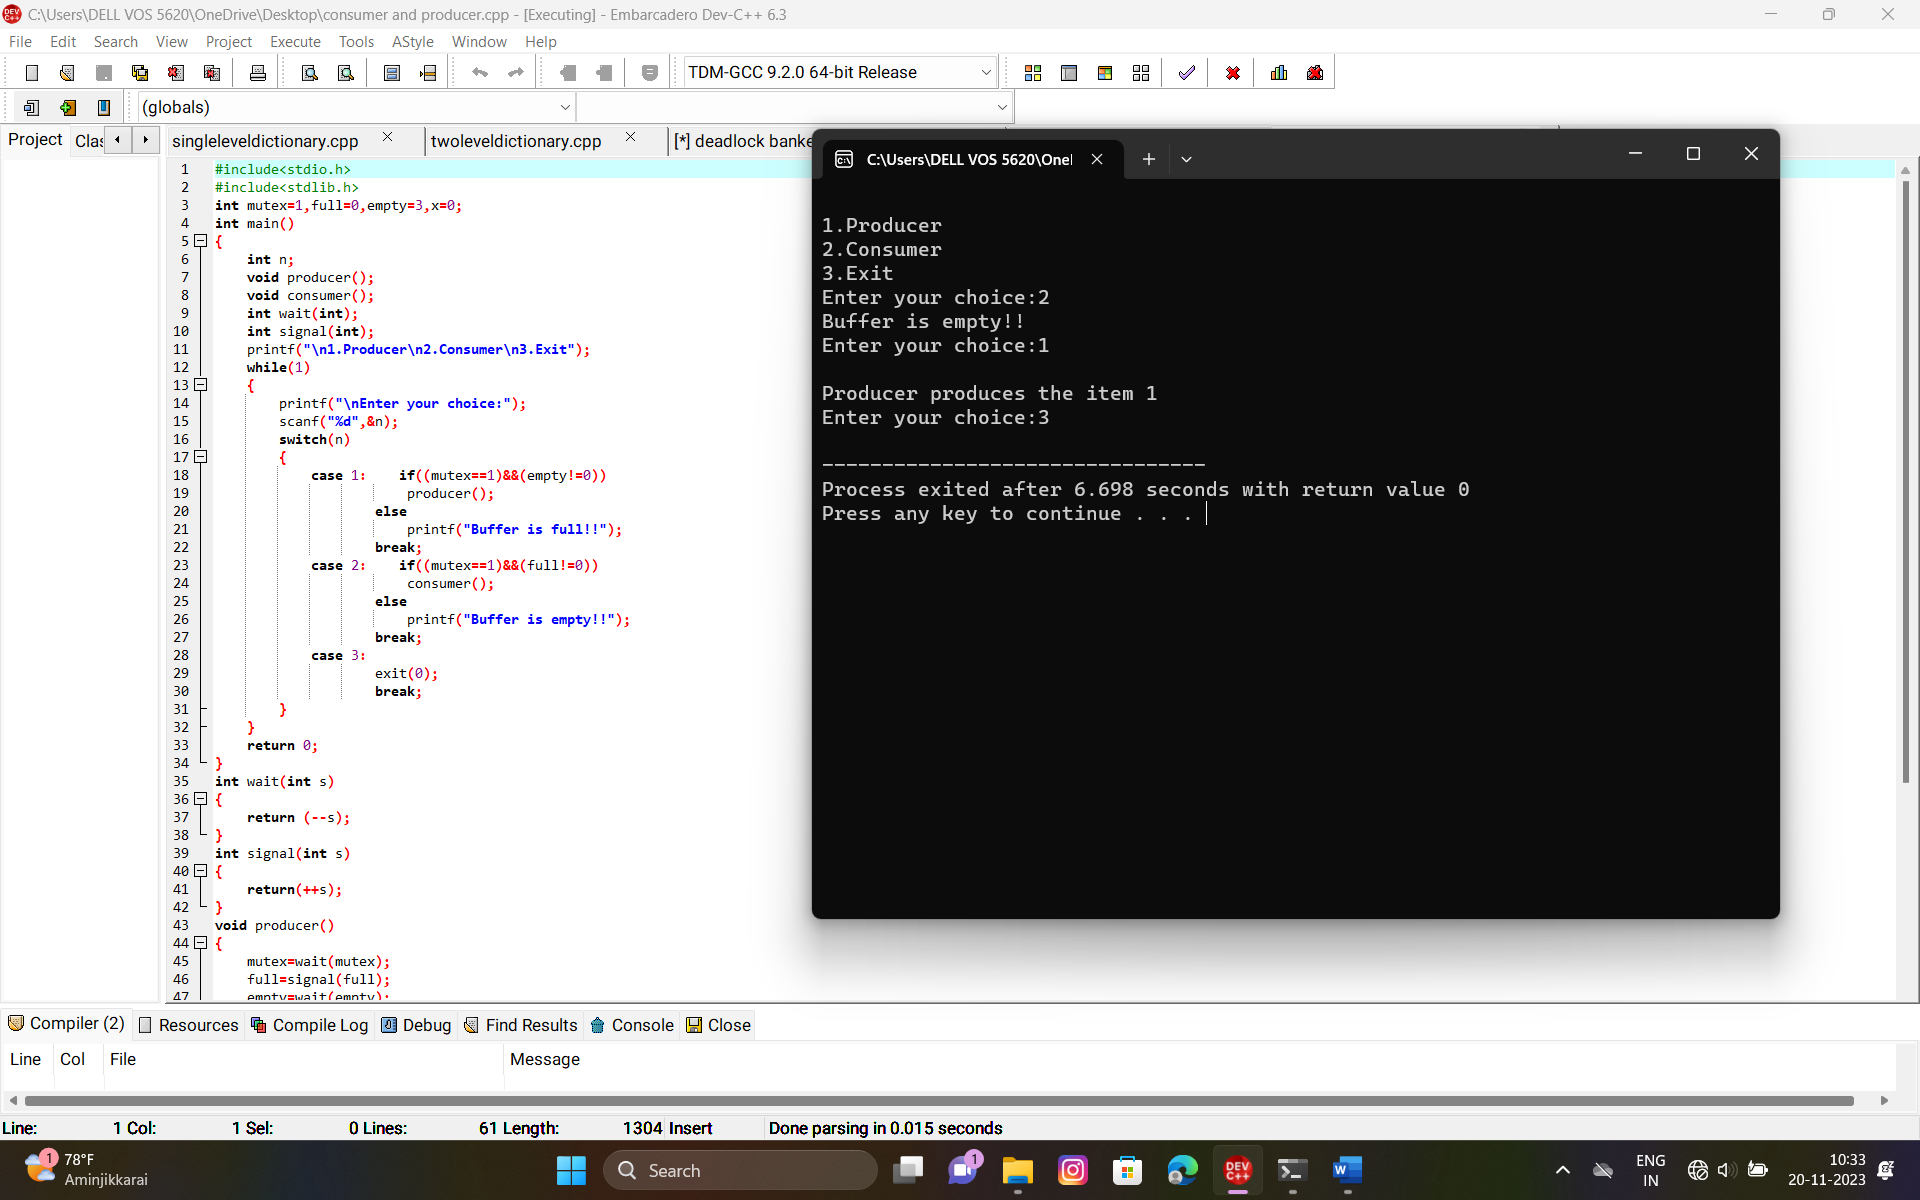 C:\Users\DELL VOS 5620\OneDrive\Desktop\consumer and producer.cpp - [Executing] - Embarcadero Dev-C++ 6.3
File Edit Search View Project Execute Tools AStyle Window Help
TDM-GCC 9.2.0 64-bit Release
(globals)
Project Clas
singleleveldictionary.cpp twoleveldictionary.cpp [*] deadlock banke
1 #include<stdio.h>
2 #include<stdlib.h>
3 int mutex=1,full=0,empty=3,x=0;
4 int main()
5 {
6 int n;
7 void producer();
8 void consumer();
9 int wait(int);
10 int signal(int);
11 printf("\n1.Producer\n2.Consumer\n3.Exit");
12 while(1)
13 {
14 printf("\nEnter your choice:");
15 scanf("%d",&n);
16 switch(n)
17 {
18 case 1: if((mutex==1)&&(empty!=0))
19 producer();
20 else
21 printf("Buffer is full!!");
22 break;
23 case 2: if((mutex==1)&&(full!=0))
24 consumer();
25 else
26 printf("Buffer is empty!!");
27 break;
28 case 3:
29 exit(0);
30 break;
31 }
32 }
33 return 0;
34 }
35 int wait(int s)
36 {
37 return (--s);
38 }
39 int signal(int s)
40 {
41 return(++s);
42 }
43 void producer()
44 {
45 mutex=wait(mutex);
46 full=signal(full);
47 empty=wait(empty);
C:\Users\DELL VOS 5620\OneI
1.Producer
2.Consumer
3.Exit
Enter your choice:2
Buffer is empty!!
Enter your choice:1
Producer produces the item 1
Enter your choice:3
--------------------------------
Process exited after 6.698 seconds with return value 0
Press any key to continue . . .
Compiler (2) Resources Compile Log Debug Find Results Console Close
Line Col File Message
Line: 1 Col: 1 Sel: 0 Lines: 61 Length: 1304 Insert Done parsing in 0.015 seconds
1 78°F
Aminjikkarai
Search
1
DEV C++
ENG
IN
10:33
20-11-2023